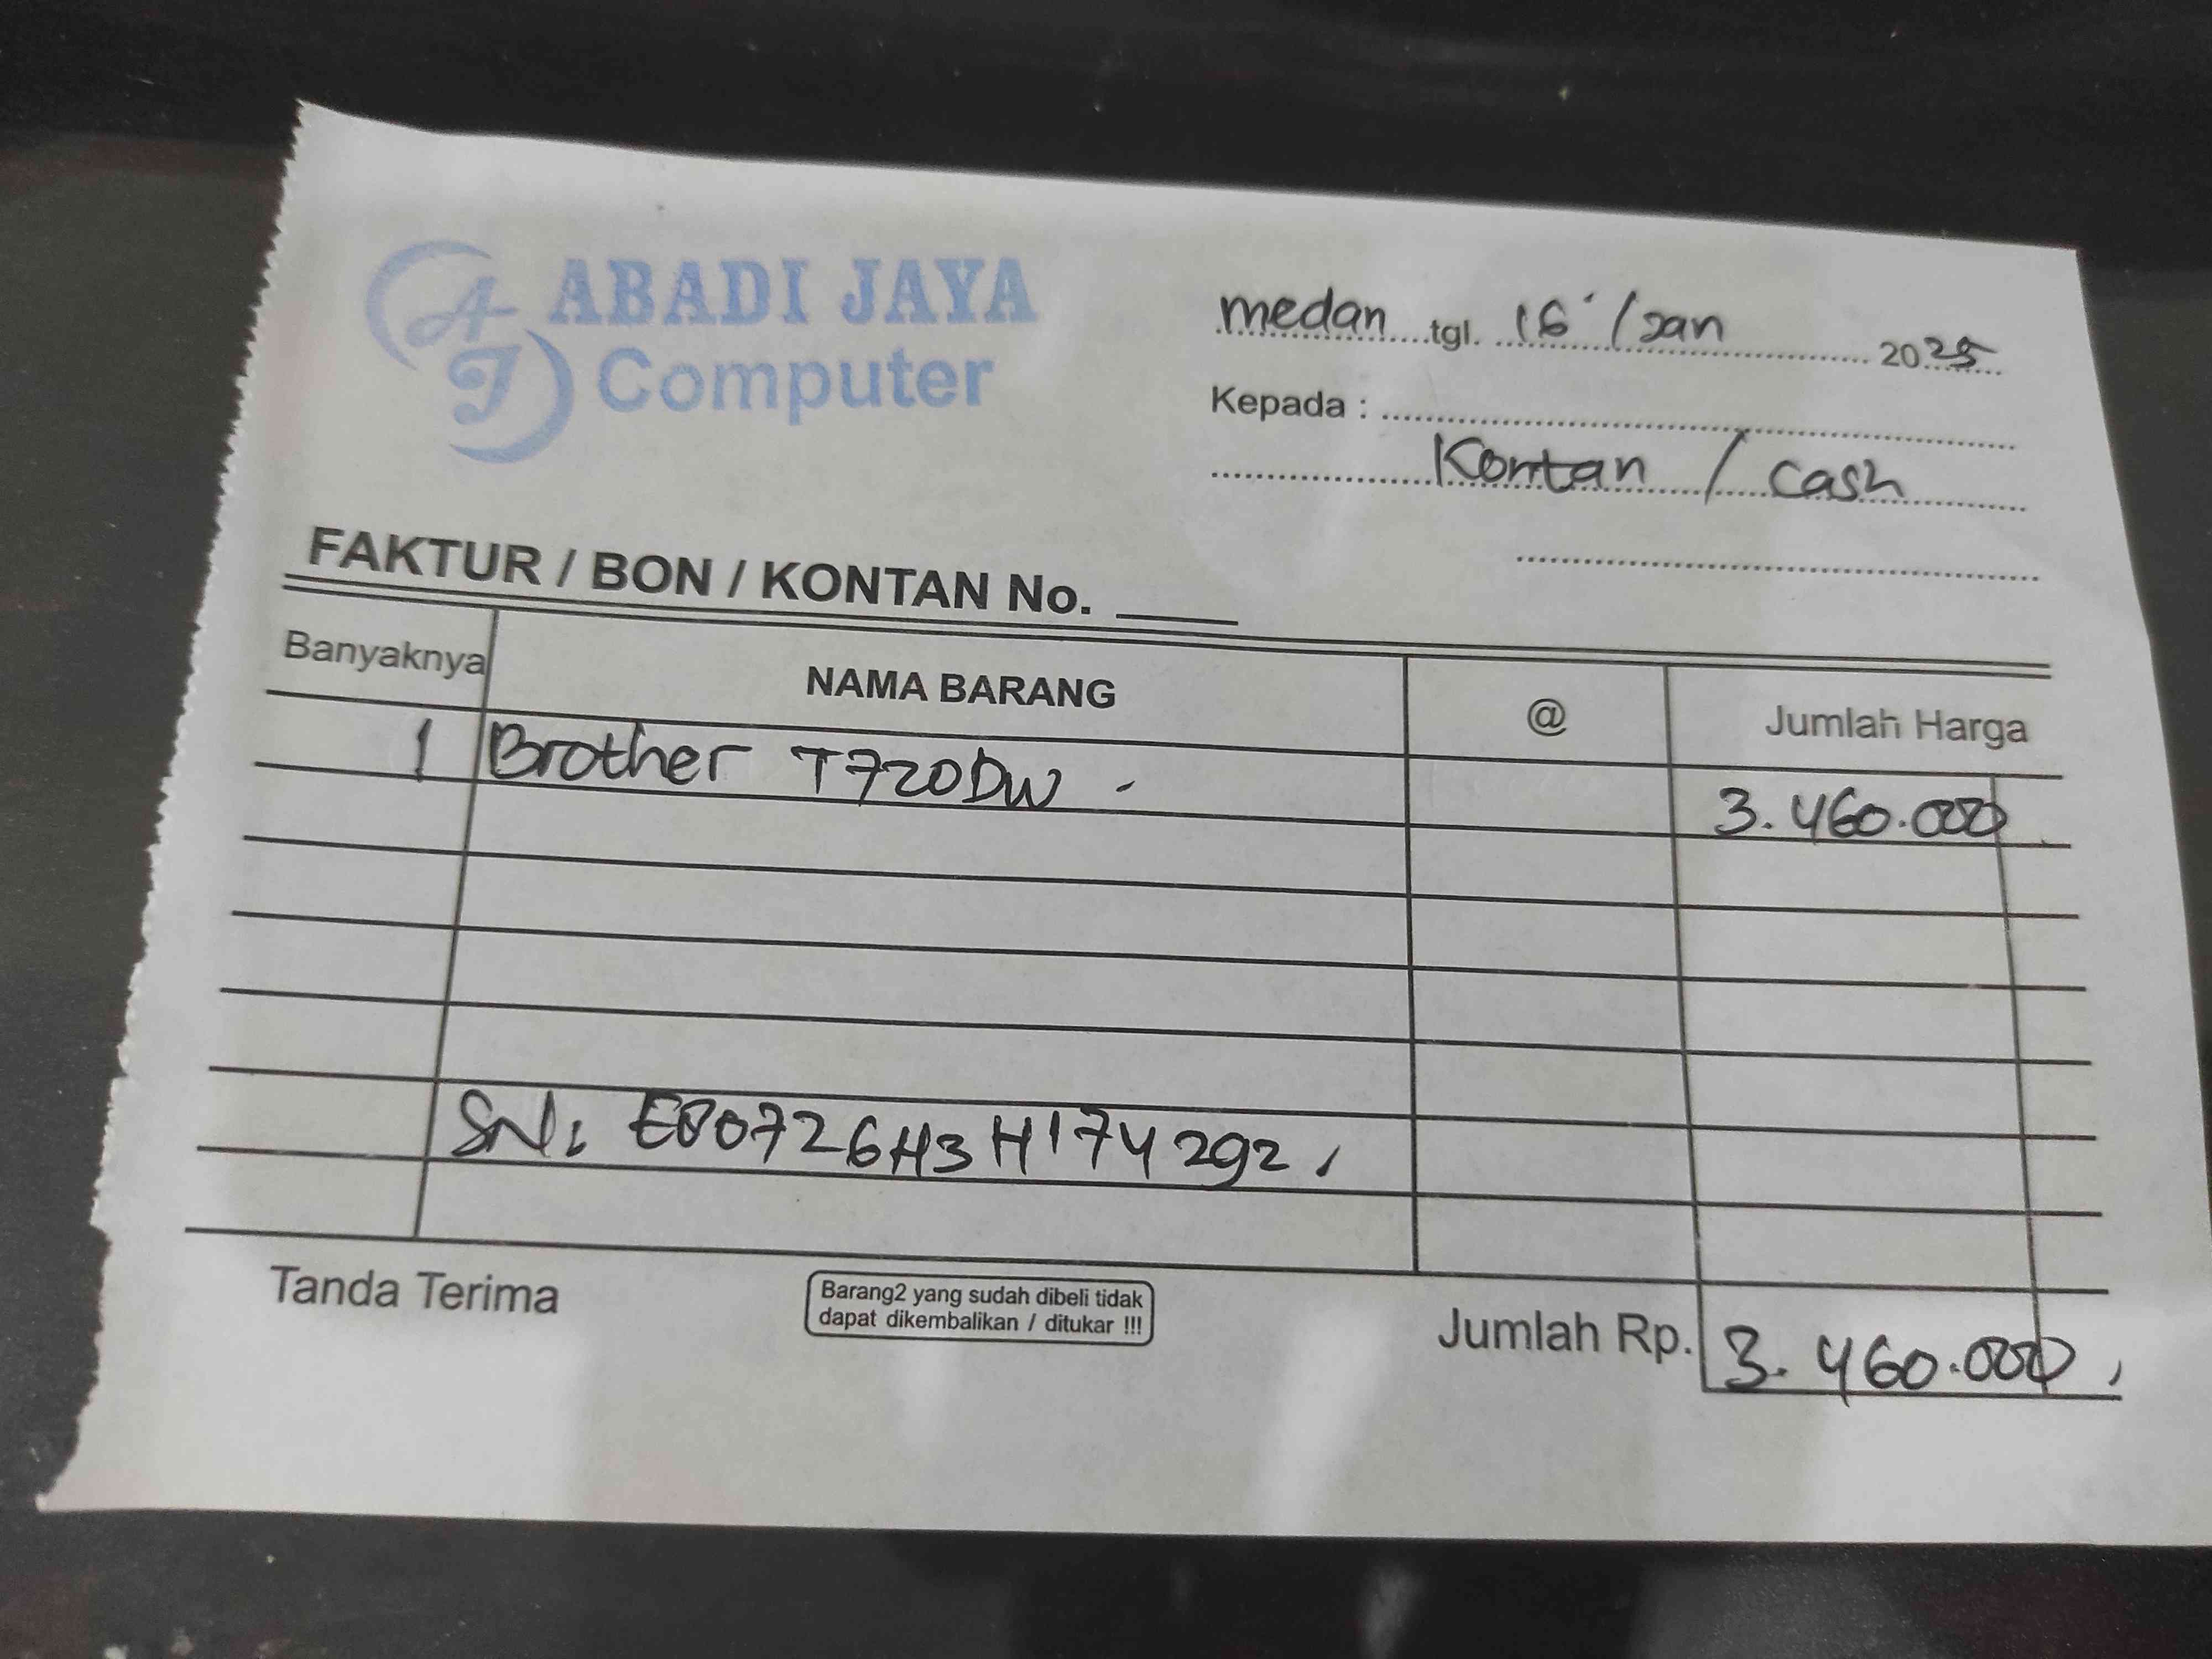 AJ ABADI JAYA
Computer
medan tgl. 16 / Jan 2025
Kepada :
Kontan / Cash
FAKTUR / BON / KONTAN No.
Banyaknya NAMA BARANG @ Jumlah Harga
1 Brother T720DW 3.460.000
SN: E80726H3H174292
Tanda Terima
Barang2 yang sudah dibeli tidak
dapat dikembalikan / ditukar !!!
Jumlah Rp. 3.460.000